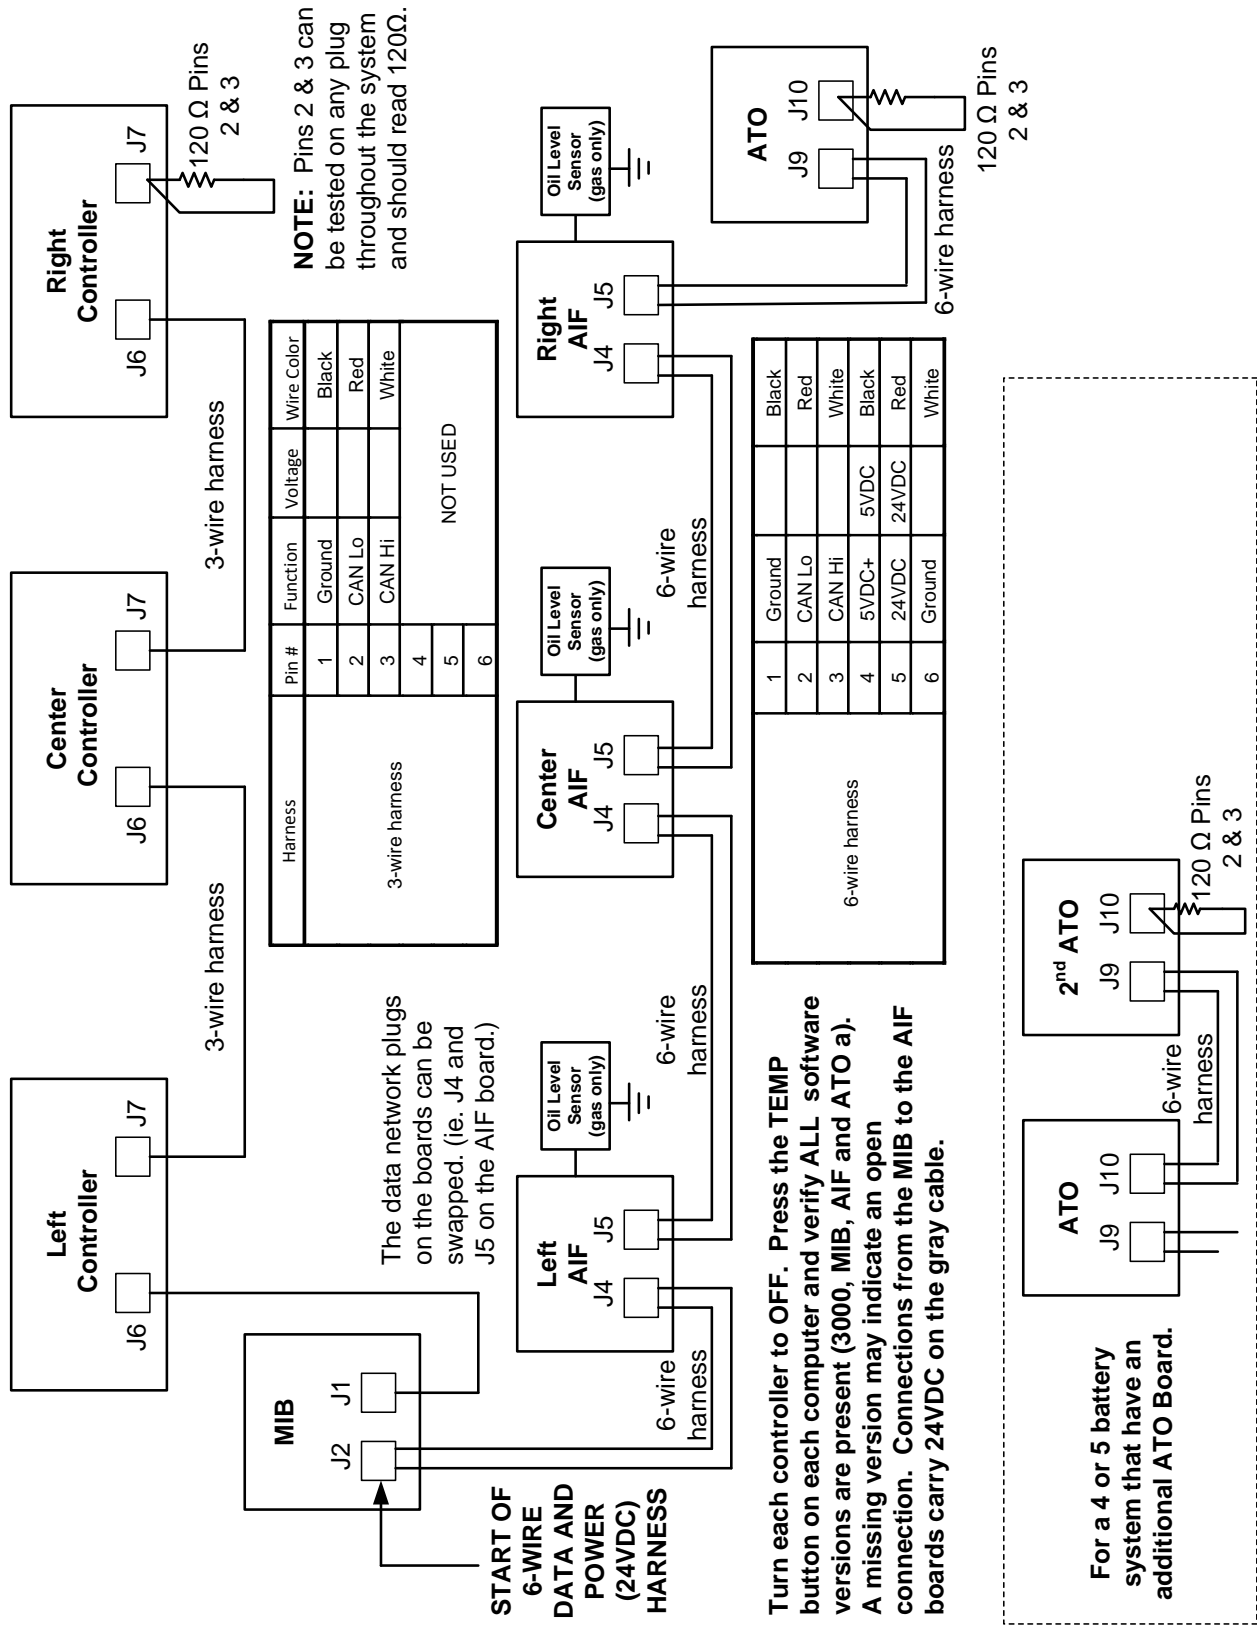 Left
Controller
J6
J7
Center
Controller
J6
J7
Right
Controller
J6
J7
3-wire harness
3-wire harness
3-wire harness
120 Ω Pins
2 & 3
NOTE: Pins 2 & 3 can
be tested on any plug
throughout the system
and should read 120Ω.
MIB
J2
J1
The data network plugs
on the boards can be
swapped. (ie. J4 and
J5 on the AIF board.)
Harness Pin # Function Voltage Wire Color
3-wire harness
1 Ground Black
2 CAN Lo Red
3 CAN Hi White
4
5
6
NOT USED
START OF
6-WIRE
DATA AND
POWER
(24VDC)
HARNESS
6-wire
harness
Left
AIF
J4
J5
Oil Level
Sensor
(gas only)
6-wire
harness
Center
AIF
J4
J5
Oil Level
Sensor
(gas only)
6-wire
harness
Right
AIF
J4
J5
Oil Level
Sensor
(gas only)
6-wire harness
ATO
J9
J10
120 Ω Pins
2 & 3
Turn each controller to OFF. Press the TEMP
button on each computer and verify ALL software
versions are present (3000, MIB, AIF and ATO a).
A missing version may indicate an open
connection. Connections from the MIB to the AIF
boards carry 24VDC on the gray cable.
6-wire harness
1 Ground Black
2 CAN Lo Red
3 CAN Hi White
4 5VDC+ 5VDC Black
5 24VDC 24VDC Red
6 Ground White
For a 4 or 5 battery
system that have an
additional ATO Board.
ATO
J9
J10
6-wire
harness
2nd ATO
J9
J10
120 Ω Pins
2 & 3